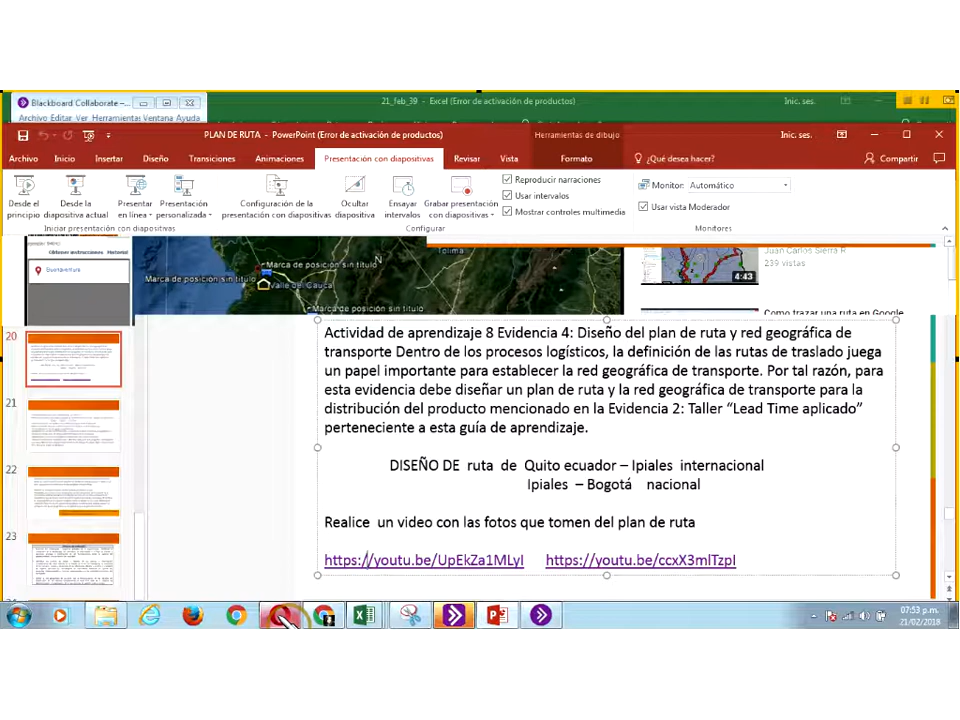 Blackboard Collaborate –...
21_feb_39 - Excel (Error de activación de productos)
Inic. ses.
Archivo Editar Ver Herramientas Ventana Ayuda
PLAN DE RUTA - PowerPoint (Error de activación de productos)
Herramientas de dibujo
Inic. ses.
Archivo Inicio Insertar Diseño Transiciones Animaciones Presentación con diapositivas Revisar Vista Formato ¿Qué desea hacer? Compartir
Desde el principio
Desde la diapositiva actual
Presentar en línea
Presentación personalizada
Configuración de la presentación con diapositivas
Ocultar diapositiva
Ensayar intervalos
Grabar presentación con diapositivas
Reproducir narraciones
Usar intervalos
Mostrar controles multimedia
Monitor: Automático
Usar vista Moderador
Iniciar presentación con diapositivas
Configurar
Monitores
Buenaventura
Marca de posición sin título
Marca de posición sin título
Valle del Cauca
Marca de posición sin título
Tolima
N
Juan Carlos Sierra R
239 vistas
4:43
Como trazar una ruta en Google
20
21
22
23
Actividad de aprendizaje 8 Evidencia 4: Diseño del plan de ruta y red geográfica de
transporte Dentro de los procesos logísticos, la definición de las rutas de traslado juega
un papel importante para establecer la red geográfica de transporte. Por tal razón, para
esta evidencia debe diseñar un plan de ruta y la red geográfica de transporte para la
distribución del producto mencionado en la Evidencia 2: Taller “Lead Time aplicado”
perteneciente a esta guía de aprendizaje.
DISEÑO DE ruta de Quito ecuador – Ipiales internacional
Ipiales – Bogotá nacional
Realice un video con las fotos que tomen del plan de ruta
https://youtu.be/UpEkZa1MLyI https://youtu.be/ccxX3mlTzpI
07:53 p.m.
21/02/2018